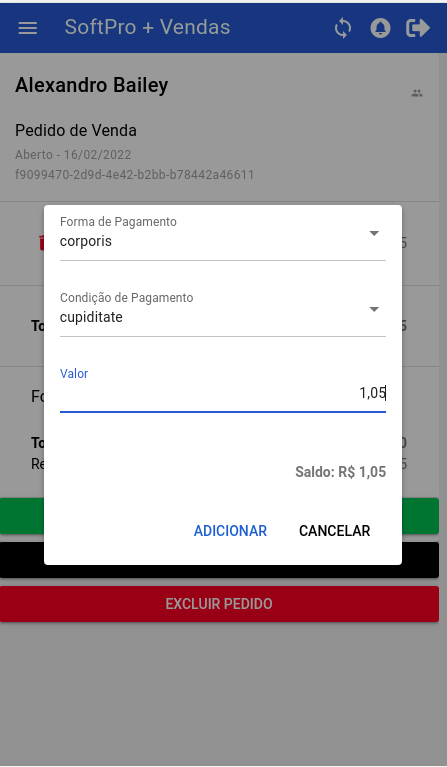 SoftPro + Vendas
Alexandro Bailey
Pedido de Venda
Aberto - 16/02/2022
f9099470-2d9d-4e42-b2bb-b78442a46611
Forma de Pagamento
corporis
5
Condição de Pagamento
cupiditate
To
5
Valor
1,05
Fo
To
0
Re
5
Saldo: R$ 1,05
ADICIONAR CANCELAR
EXCLUIR PEDIDO